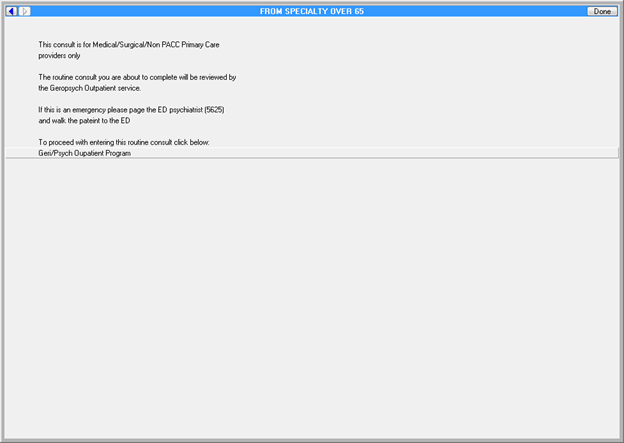 FROM SPECIALTY OVER 65
Done
This consult is for Medical/Surgical/Non PACC Primary Care
providers only
The routine consult you are about to complete will be reviewed by
the Geropsych Outpatient service.
If this is an emergency please page the ED psychiatrist (5625)
and walk the pateint to the ED
To proceed with entering this routine consult click below:
Geri/Psych Oupatient Program